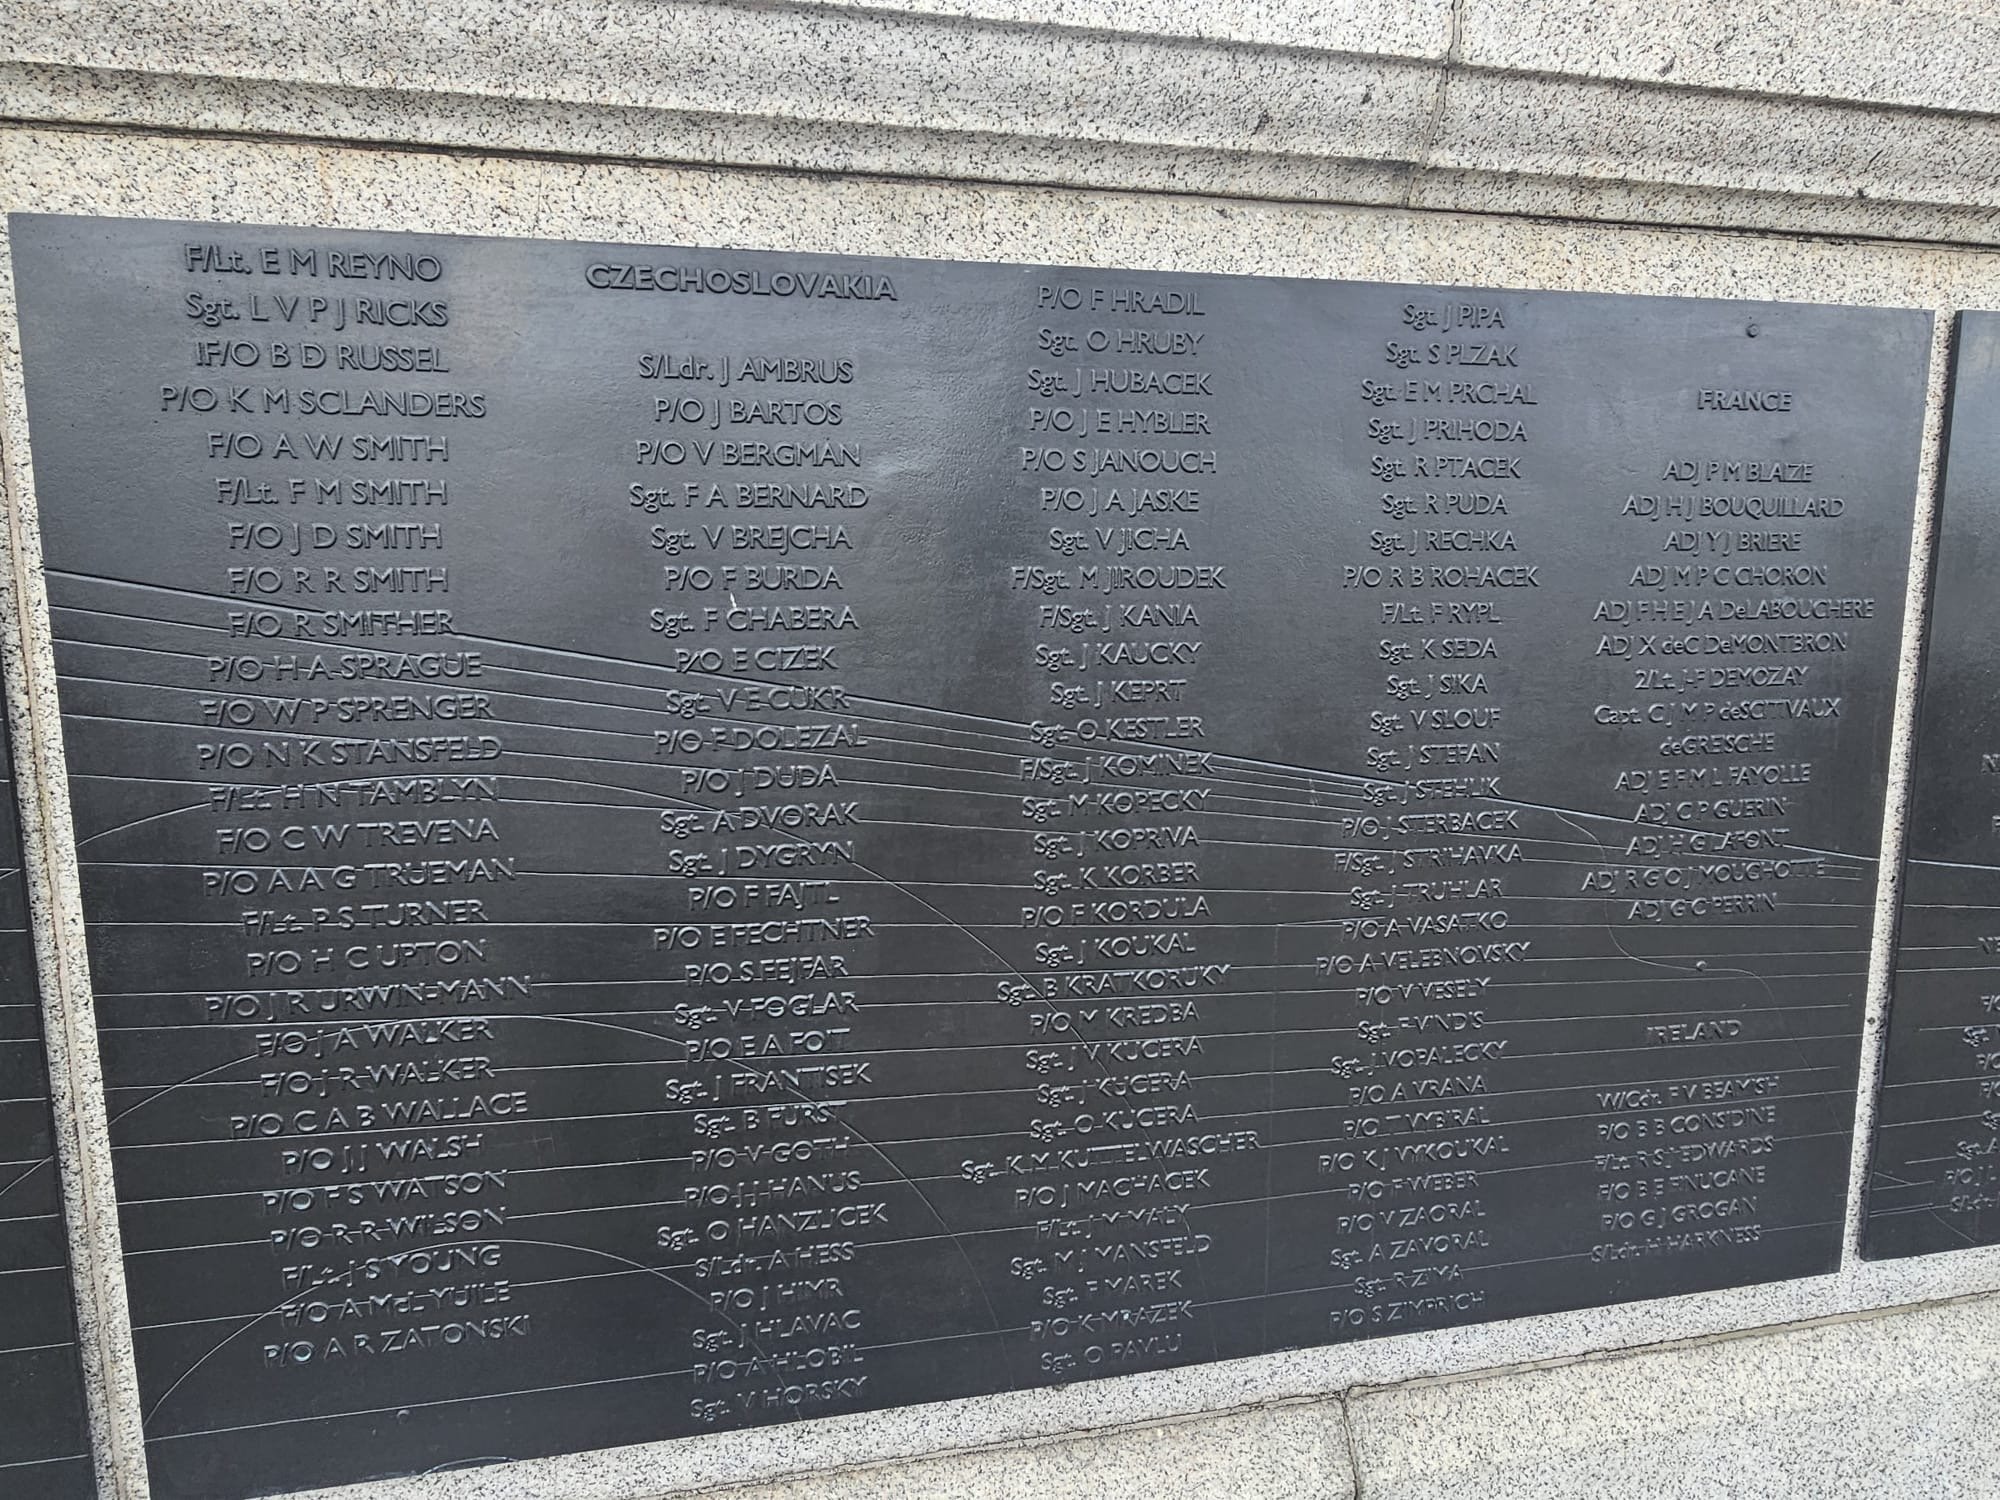 F/Lt. E M REYNO
Sgt. L V P J RICKS
F/O B D RUSSEL
P/O K M SCLANDERS
F/O A W SMITH
F/Lt. F M SMITH
F/O J D SMITH
F/O R R SMITH
F/O R SMITHER
P/O H A SPRAGUE
F/O W P SPRENGER
P/O N K STANSFELD
F/Lt. H N TAMBLYN
F/O C W TREVENA
P/O A A G TRUEMAN
F/Lt. P S TURNER
P/O H C UPTON
P/O J R URWIN-MANN
F/O J A WALKER
F/O J R WALKER
P/O C A B WALLACE
P/O J J WALSH
P/O F S WATSON
P/O R R WILSON
F/Lt. J S YOUNG
F/O A McL YUILE
P/O A R ZATONSKI
CZECHOSLOVAKIA
S/Ldr. J AMBRUS
P/O J BARTOS
P/O V BERGMAN
Sgt. F A BERNARD
Sgt. V BREJCHA
P/O F BURDA
Sgt. F CHABERA
P/O E CIZEK
Sgt. V E CUKR
P/O F DOLEZAL
P/O J DUDA
Sgt. A DVORAK
Sgt. J DYGRYN
P/O F FAJTL
P/O E FECHTNER
P/O S FEJFAR
Sgt. V FOGLAR
P/O E A FOIT
Sgt. J FRANTISEK
Sgt. B FURST
P/O V GOTH
P/O J J HANUS
Sgt. O HANZLICEK
S/Ldr. A HESS
P/O J HIMR
Sgt. J HLAVAC
P/O A HLOBIL
Sgt. V HORSKY
P/O F HRADIL
Sgt. O HRUBY
Sgt. J HUBACEK
P/O J E HYBLER
P/O S JANOUCH
P/O J A JASKE
Sgt. V JICHA
F/Sgt. M JIROUDEK
F/Sgt. J KANIA
Sgt. J KAUCKY
Sgt. J KEPRT
Sgt. O KESTLER
F/Sgt. J KOMINEK
Sgt. M KOPECKY
Sgt. J KOPRIVA
Sgt. K KORBER
P/O F KORDULA
Sgt. J KOUKAL
Sgt. B KRATKORUKY
P/O M KREDBA
Sgt. J V KUCERA
Sgt. J KUCERA
Sgt. O KUCERA
Sgt. K M KUTTELWASCHER
P/O J MACHACEK
F/Lt. J M MALY
Sgt. M J MANSFELD
Sgt. F MAREK
P/O K MRAZEK
Sgt. O PAVLU
Sgt. J PIPA
Sgt. S PLZAK
Sgt. E M PRCHAL
Sgt. J PRIHODA
Sgt. R PTACEK
Sgt. R PUDA
Sgt. J RECHKA
P/O R B ROHACEK
F/Lt. F RYPL
Sgt. K SEDA
Sgt. J SIKA
Sgt. V SLOUF
Sgt. J STEFAN
Sgt. J STEHLIK
P/O J STERBACEK
F/Sgt. J STRIHAVKA
Sgt. J TRUHLAR
P/O A VASATKO
P/O A VELEBNOVSKY
P/O V VESELY
Sgt. F VINDIS
Sgt. J VOPALECKY
P/O A VRANA
P/O T VYBIRAL
P/O K J VYKOUKAL
P/O F WEBER
P/O V ZAORAL
Sgt. A ZAVORAL
Sgt. R ZIMA
P/O S ZIMPRICH
FRANCE
ADJ P M BLAIZE
ADJ H J BOUQUILLARD
ADJ Y J BRIERE
ADJ M P C CHORON
ADJ F H E J A DeLABOUCHERE
ADJ X deC DeMONTBRON
2/Lt. J-F DEMOZAY
Capt. C J M P deSCITIVAUX
deGREISCHE
ADJ E F M L FAYOLLE
ADJ C P GUERIN
ADJ H G LAFONT
ADJ R G O J MOUCHOTTE
ADJ G C PERRIN
IRELAND
W/Cdr. F V BEAMISH
P/O B B CONSIDINE
F/Lt. R S J EDWARDS
F/O B E FINUCANE
P/O G J GROGAN
S/Ldr. H HARKNESS